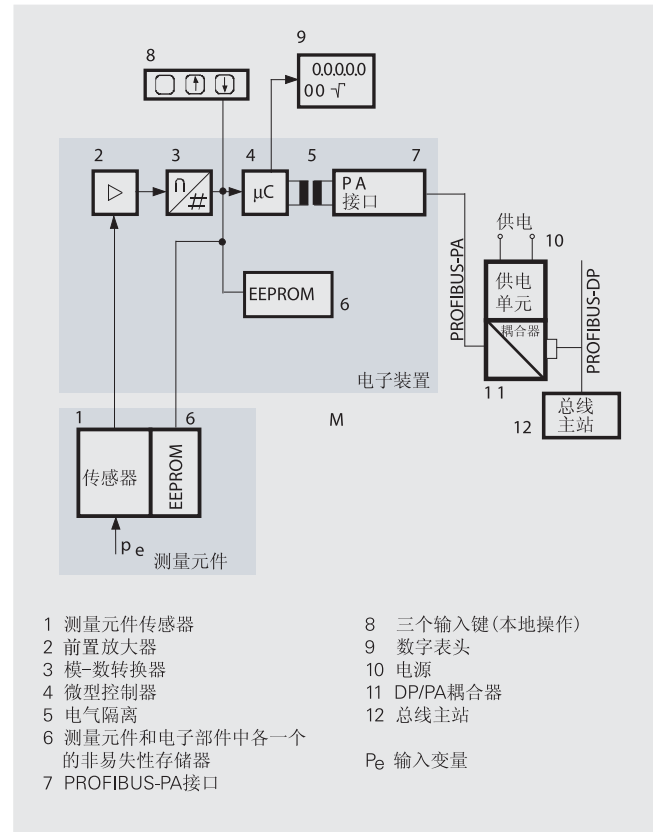 9
8
0.0.0.0.0
00
2
3
4
5
7
μC
PA
接口
供电
10
EEPROM
6
PROFIBUS-PA
供电
单元
耦合器
PROFIBUS-DP
电子装置
11
1
6
M
12
总线
主站
传感器
EEPROM
pe
测量元件
1 测量元件传感器
2 前置放大器
3 模-数转换器
4 微型控制器
5 电气隔离
6 测量元件和电子部件中各一个
的非易失性存储器
7 PROFIBUS-PA接口
8 三个输入键(本地操作)
9 数字表头
10 电源
11 DP/PA耦合器
12 总线主站
Pe 输入变量